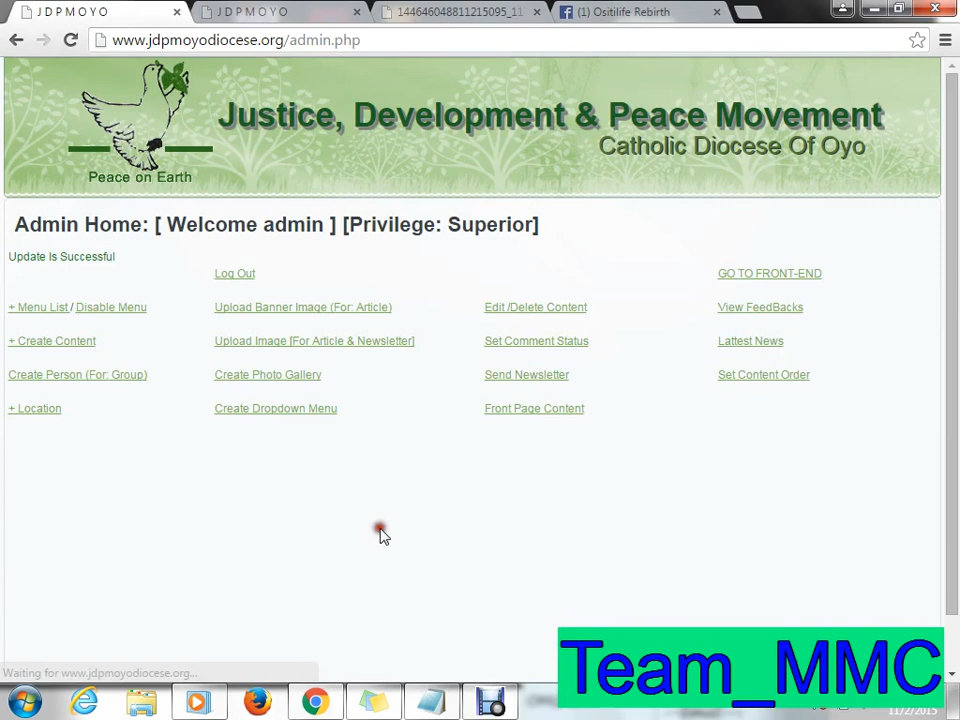 J D P M O Y O
J D P M O Y O
144646048811215095_11
(1) Ositilife Rebirth
www.jdpmoyodiocese.org/admin.php
Justice, Development & Peace Movement
Catholic Diocese Of Oyo
Peace on Earth
Admin Home: [ Welcome admin ] [Privilege: Superior]
Update Is Successful
Log Out
GO TO FRONT-END
+ Menu List / Disable Menu
Upload Banner Image (For: Article)
Edit /Delete Content
View FeedBacks
+ Create Content
Upload Image [For Article & Newsletter]
Set Comment Status
Lattest News
Create Person (For: Group)
Create Photo Gallery
Send Newsletter
Set Content Order
+ Location
Create Dropdown Menu
Front Page Content
Waiting for www.jdpmoyodiocese.org...
Team_MMC
11/2/2015